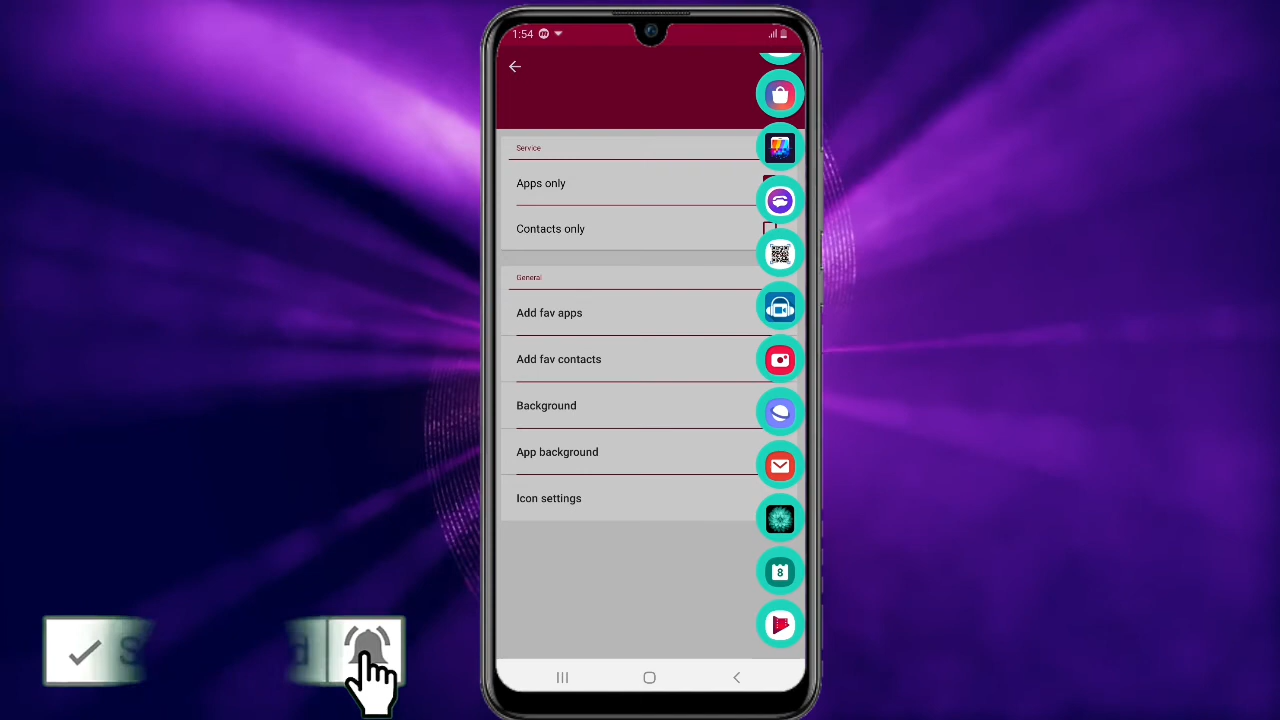 1:54
Service
Apps only
Contacts only
General
Add fav apps
Add fav contacts
Background
App background
Icon settings
8